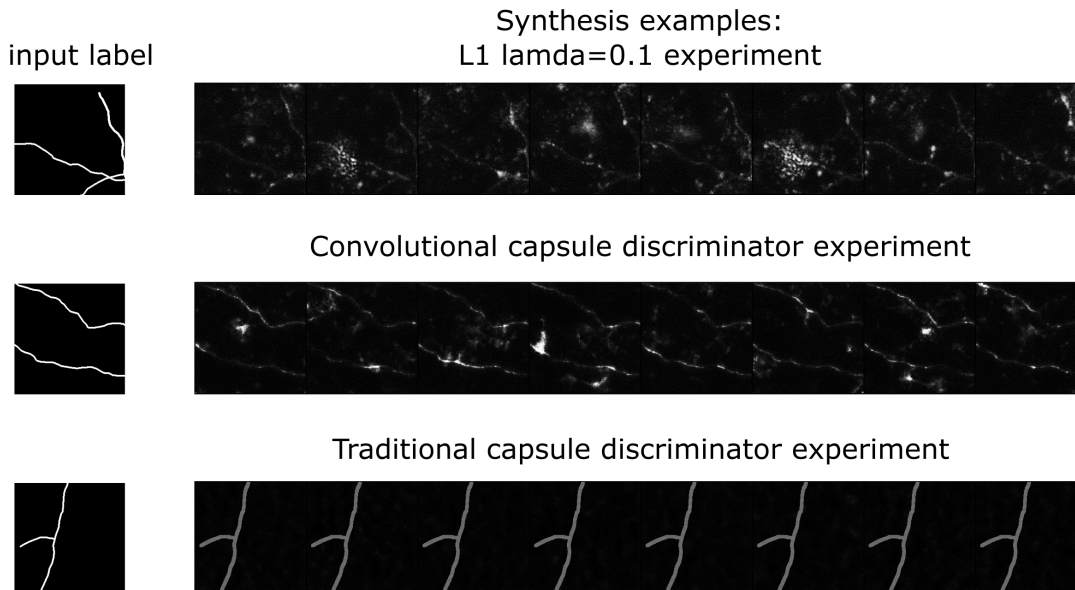 Synthesis examples:
input label
L1 lamda=0.1 experiment
Convolutional capsule discriminator experiment
Traditional capsule discriminator experiment